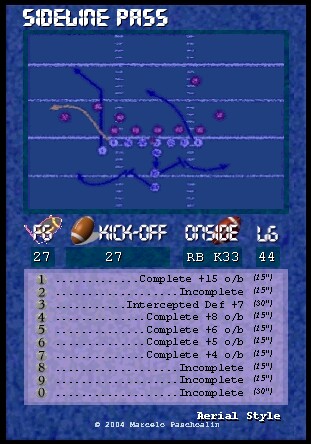 SIDELINE PASS
FG KICK-OFF ONSIDE LG
27 27 RB K33 44
1 ..............Complete +15 o/b (15")
2 .....................Incomplete (15")
3 ............Intercepted Def +7 (30")
4 ...............Complete +8 o/b (15")
5 ...............Complete +6 o/b (15")
6 ...............Complete +5 o/b (15")
7 ...............Complete +4 o/b (15")
8 .....................Incomplete (15")
9 .....................Incomplete (15")
0 .....................Incomplete (30")
Aerial Style
© 2004 Marcelo Paschoalin